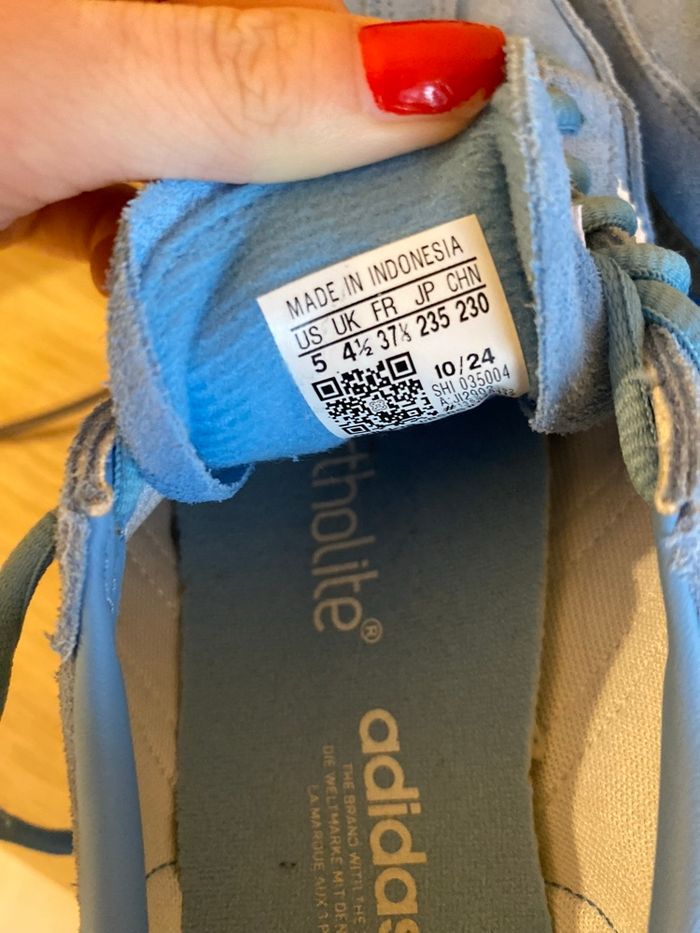 MADE IN INDONESIA
US UK FR JP CHN
5 4½ 37⅓ 235 230
10/24
SHI 035004
rtholite®
adidas
THE BRAND WITH THE
DIE WELTMARKE MIT DEN
LA MARQUE AUX 3